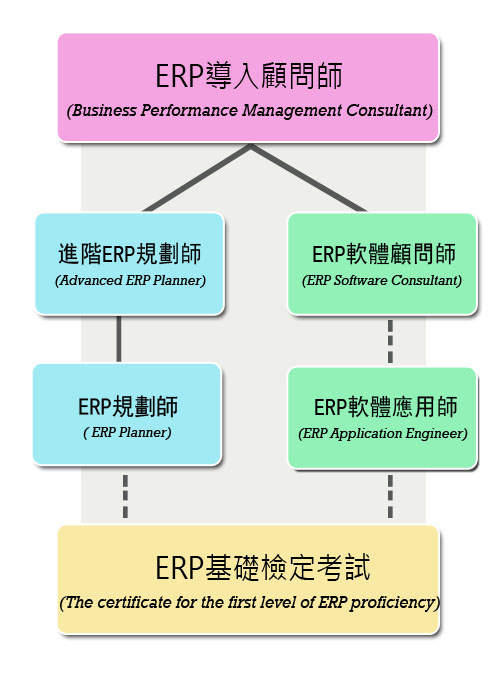 ERP導入顧問師
(Business Performance Management Consultant)
進階ERP規劃師
(Advanced ERP Planner)
ERP軟體顧問師
(ERP Software Consultant)
ERP規劃師
( ERP Planner)
ERP軟體應用師
(ERP Application Engineer)
ERP基礎檢定考試
(The certificate for the first level of ERP proficiency)